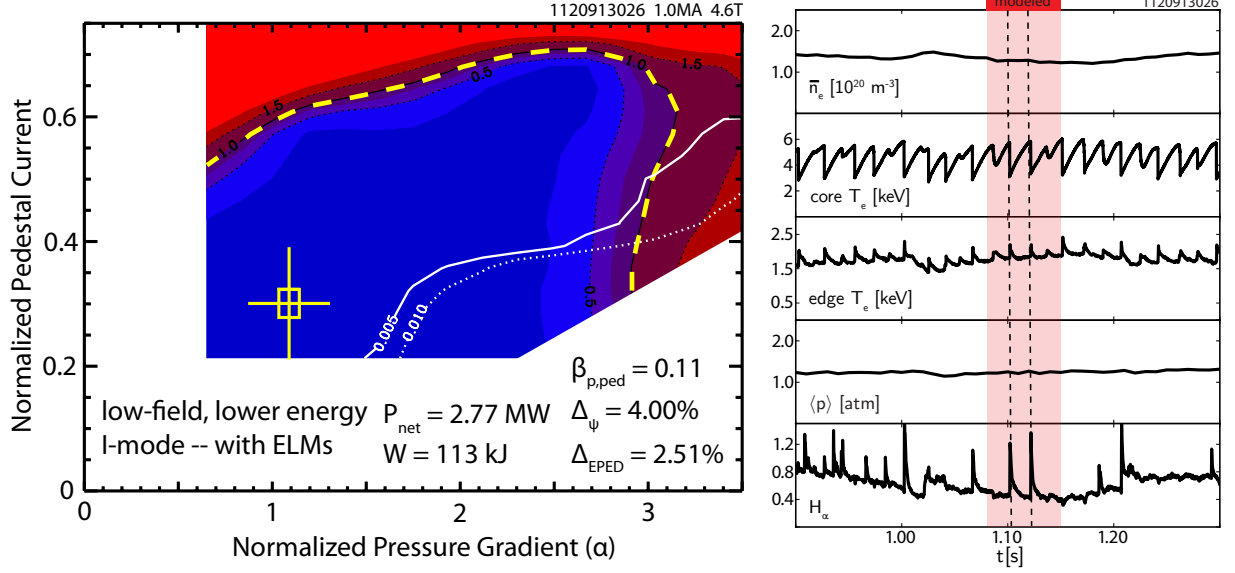 1120913026 1.0MA 4.6T
Normalized Pedestal Current
0.6
0.4
0.2
0
0
1
2
3
Normalized Pressure Gradient (α)
1.5
1.0
0.5
1.0
1.5
0.5
0.005
0.010
low-field, lower energy
I-mode -- with ELMs
P_net = 2.77 MW
W = 113 kJ
β_p,ped = 0.11
Δ_ψ = 4.00%
Δ_EPED = 2.51%
modeled
1120913026
2.0
1.0
n̅_e [10^20 m^-3]
6
4
2
core T_e [keV]
2.5
1.5
0.5
edge T_e [keV]
1.0
⟨p⟩ [atm]
1.2
0.8
0.4
H_α
1.00
1.10
1.20
t[s]